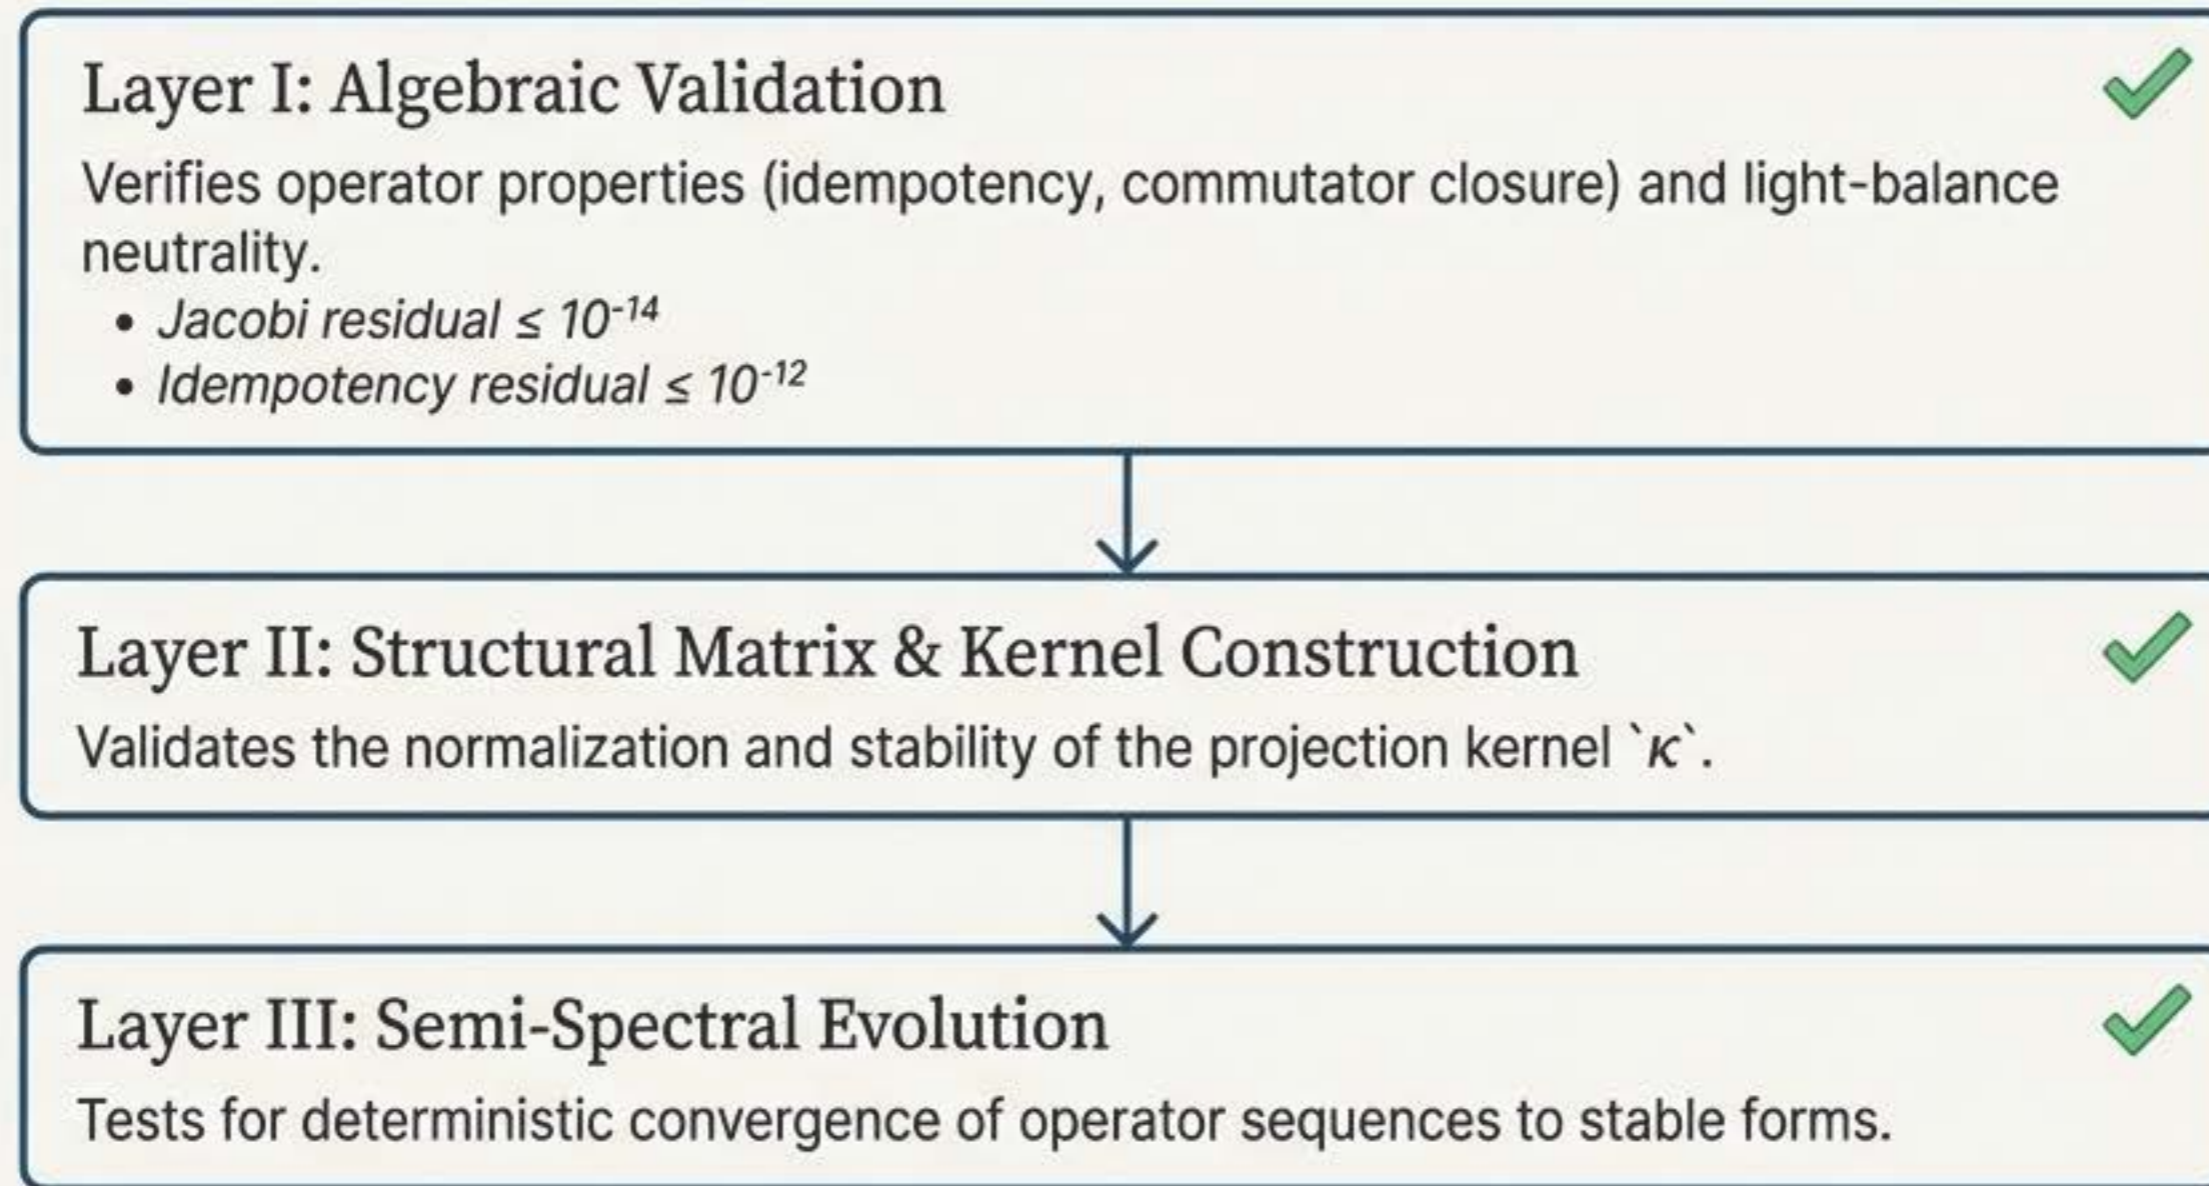 Layer I: Algebraic Validation
Verifies operator properties (idempotency, commutator closure) and light-balance
neutrality.
• Jacobi residual ≤ 10⁻¹⁴
• Idempotency residual ≤ 10⁻¹²
Layer II: Structural Matrix & Kernel Construction
Validates the normalization and stability of the projection kernel `κ`.
Layer III: Semi-Spectral Evolution
Tests for deterministic convergence of operator sequences to stable forms.